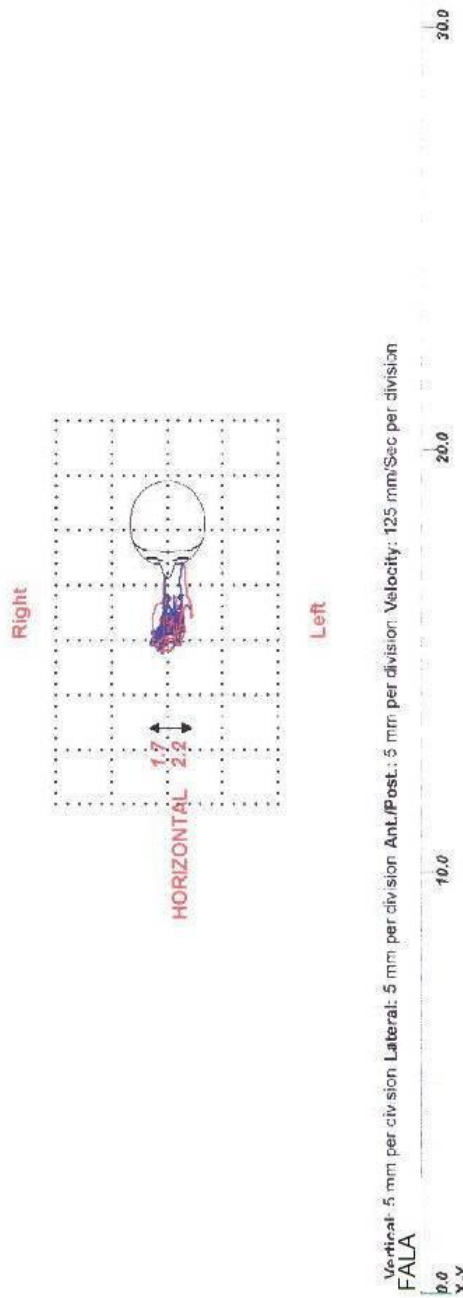 Right
HORIZONTAL
1.7
2.2
Left
Vertical: 5 mm per division Lateral: 5 mm per division Ant./Post.: 5 mm per division Velocity: 125 mm/Sec per division
FALA
0.0 10.0 20.0 30.0
X.X